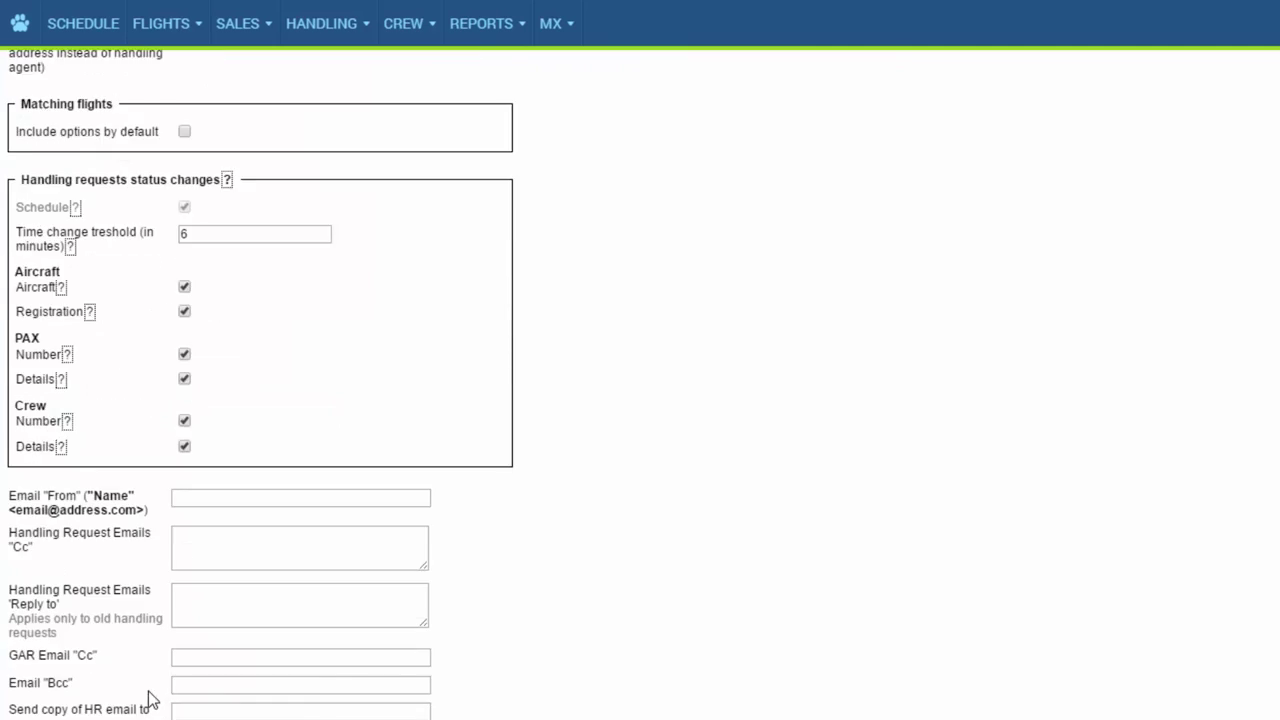 SCHEDULE FLIGHTS SALES HANDLING CREW REPORTS MX
address instead of handling
agent)
Matching flights
Include options by default
Handling requests status changes ?
Schedule ?
Time change treshold (in
minutes) ?
6
Aircraft
Aircraft ?
Registration ?
PAX
Number ?
Details ?
Crew
Number ?
Details ?
Email "From" ("Name"
<email@address.com>)
Handling Request Emails
"Cc"
Handling Request Emails
'Reply to'
Applies only to old handling
requests
GAR Email "Cc"
Email "Bcc"
Send copy of HR email to